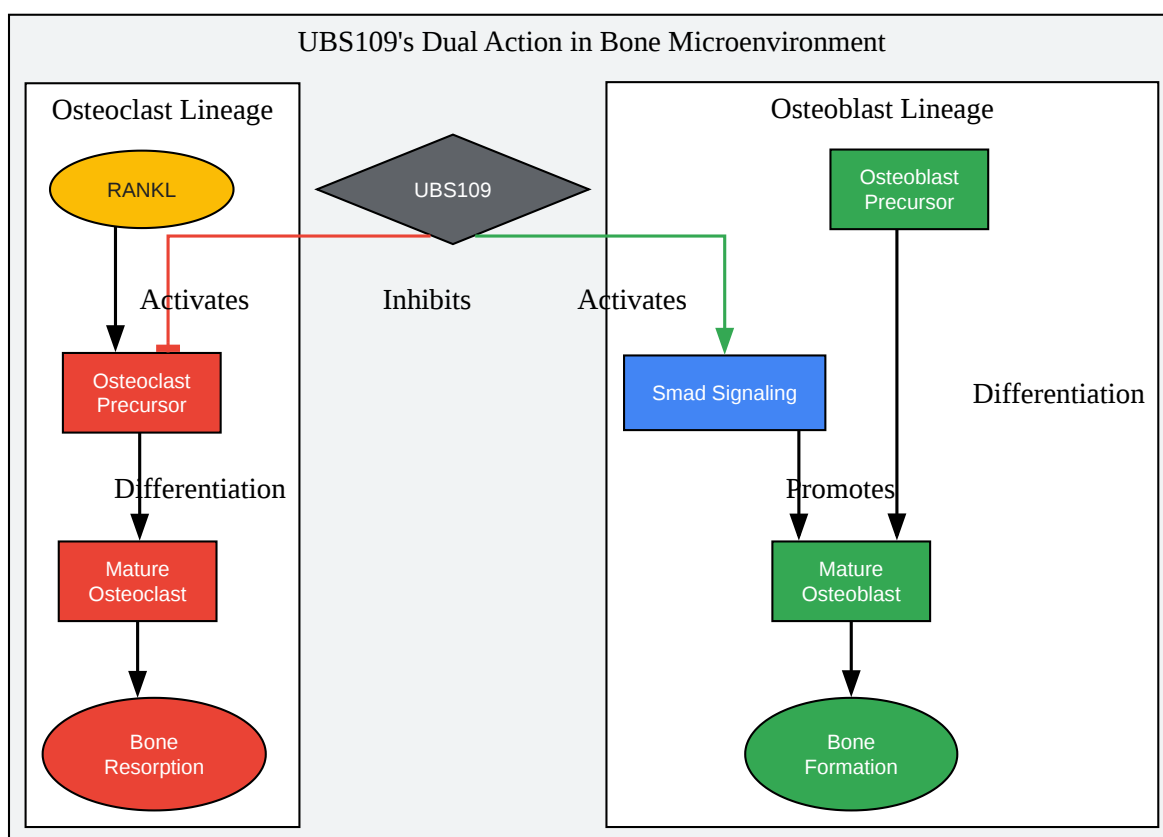 UBS109's Dual Action in Bone Microenvironment
Osteoclast Lineage
RANKL
Activates
Osteoclast
Precursor
Differentiation
Mature
Osteoclast
Bone
Resorption
UBS109
Inhibits
Activates
Osteoblast Lineage
Osteoblast
Precursor
Smad Signaling
Differentiation
Promotes
Mature
Osteoblast
Bone
Formation